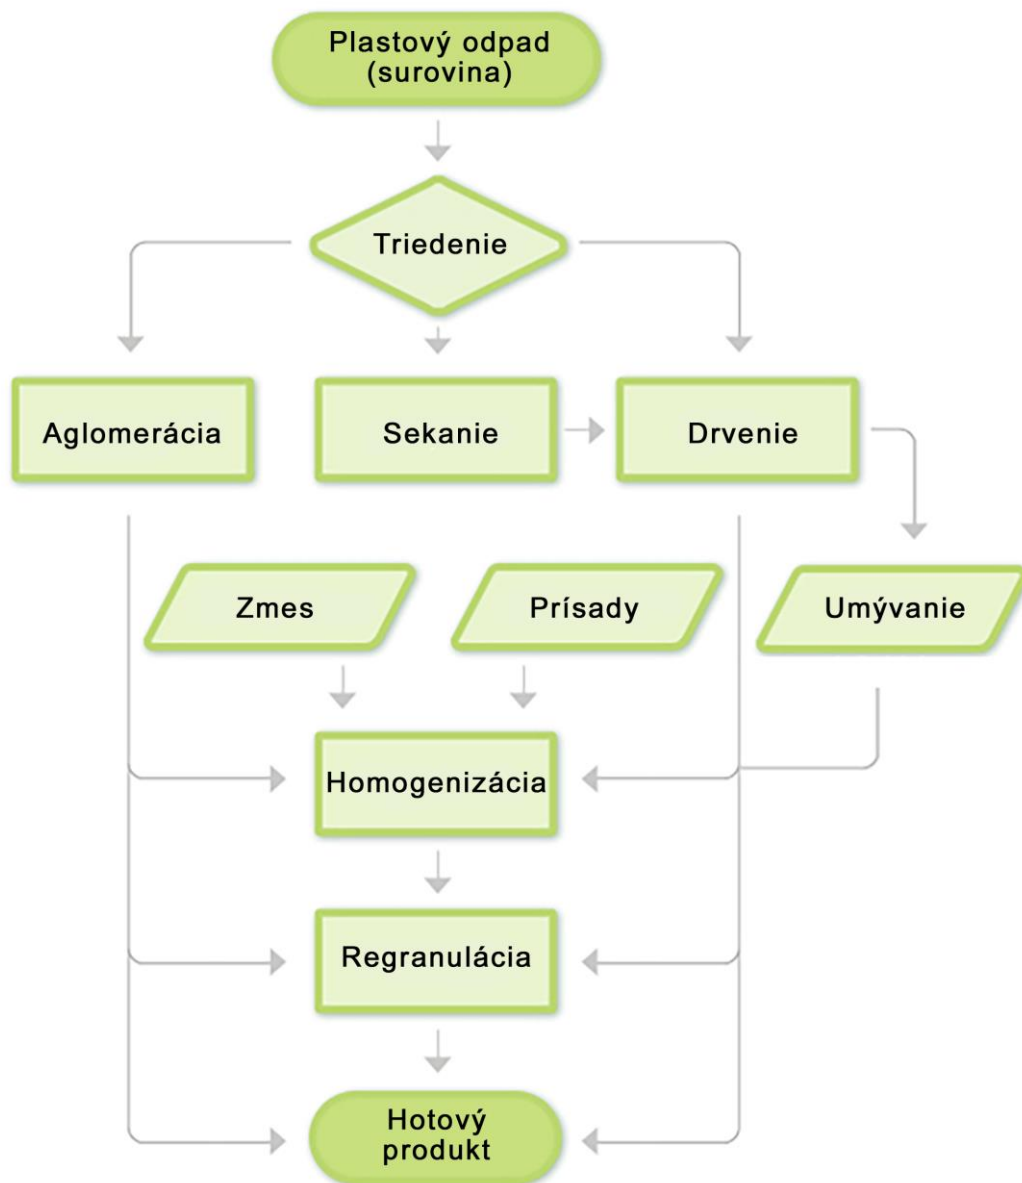 Plastový odpad
(surovina)
Triedenie
Aglomerácia
Sekanie
Drvenie
Zmes
Prísady
Umývanie
Homogenizácia
Regranulácia
Hotový
produkt